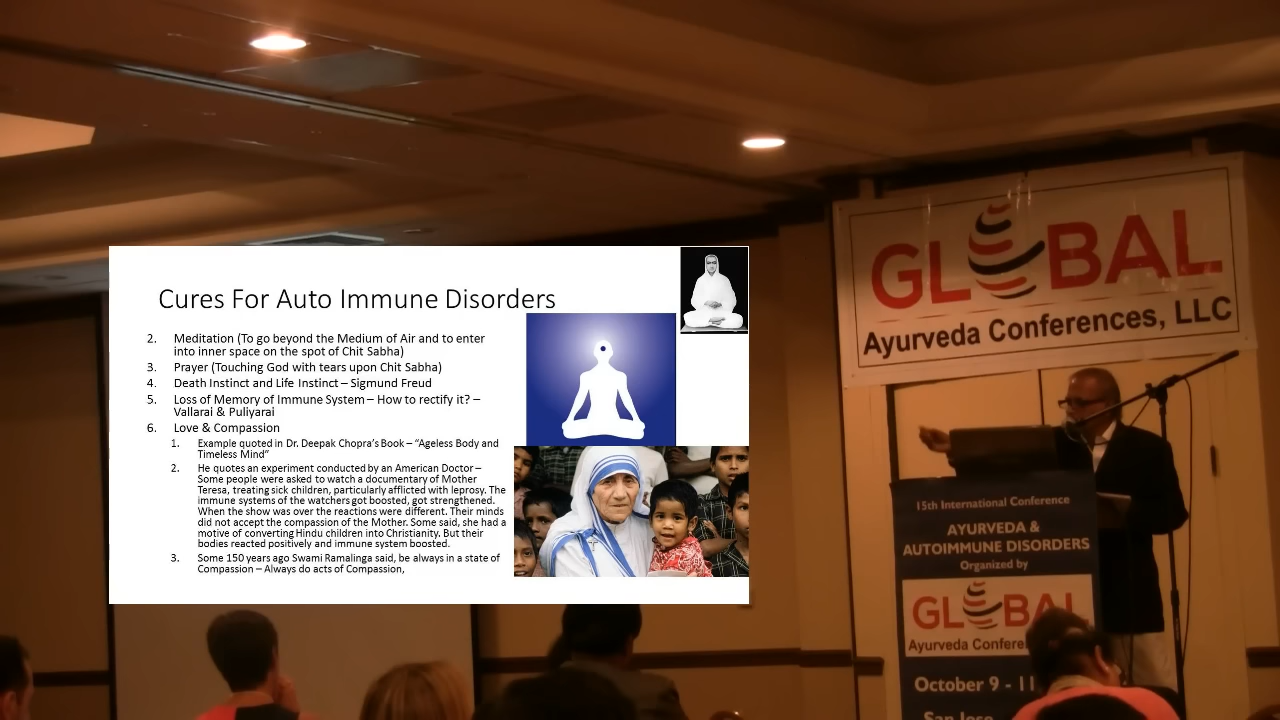 Cures For Auto Immune Disorders
2. Meditation (To go beyond the Medium of Air and to enter
into inner space on the spot of Chit Sabha)
3. Prayer (Touching God with tears upon Chit Sabha)
4. Death Instinct and Life Instinct – Sigmund Freud
5. Loss of Memory of Immune System – How to rectify it? –
Vallarai & Puliyarai
6. Love & Compassion
1. Example quoted in Dr. Deepak Chopra's Book – "Ageless Body and
Timeless Mind"
2. He quotes an experiment conducted by an American Doctor –
Some people were asked to watch a documentary of Mother
Teresa, treating sick children, particularly afflicted with leprosy. The
immune systems of the watchers got boosted, got strengthened.
When the show was over the reactions were different. Their minds
did not accept the compassion of the Mother. Some said, she had a
motive of converting Hindu children into Christianity. But their
bodies reacted positively and immune system boosted.
3. Some 150 years ago Swami Ramalinga said, be always in a state of
Compassion – Always do acts of Compassion,
GLOBAL
Ayurveda Conferences, LLC
15th International Conference
AYURVEDA &
AUTOIMMUNE DISORDERS
Organized by
GLOBAL
Ayurveda
October 9 - 11
San Jose